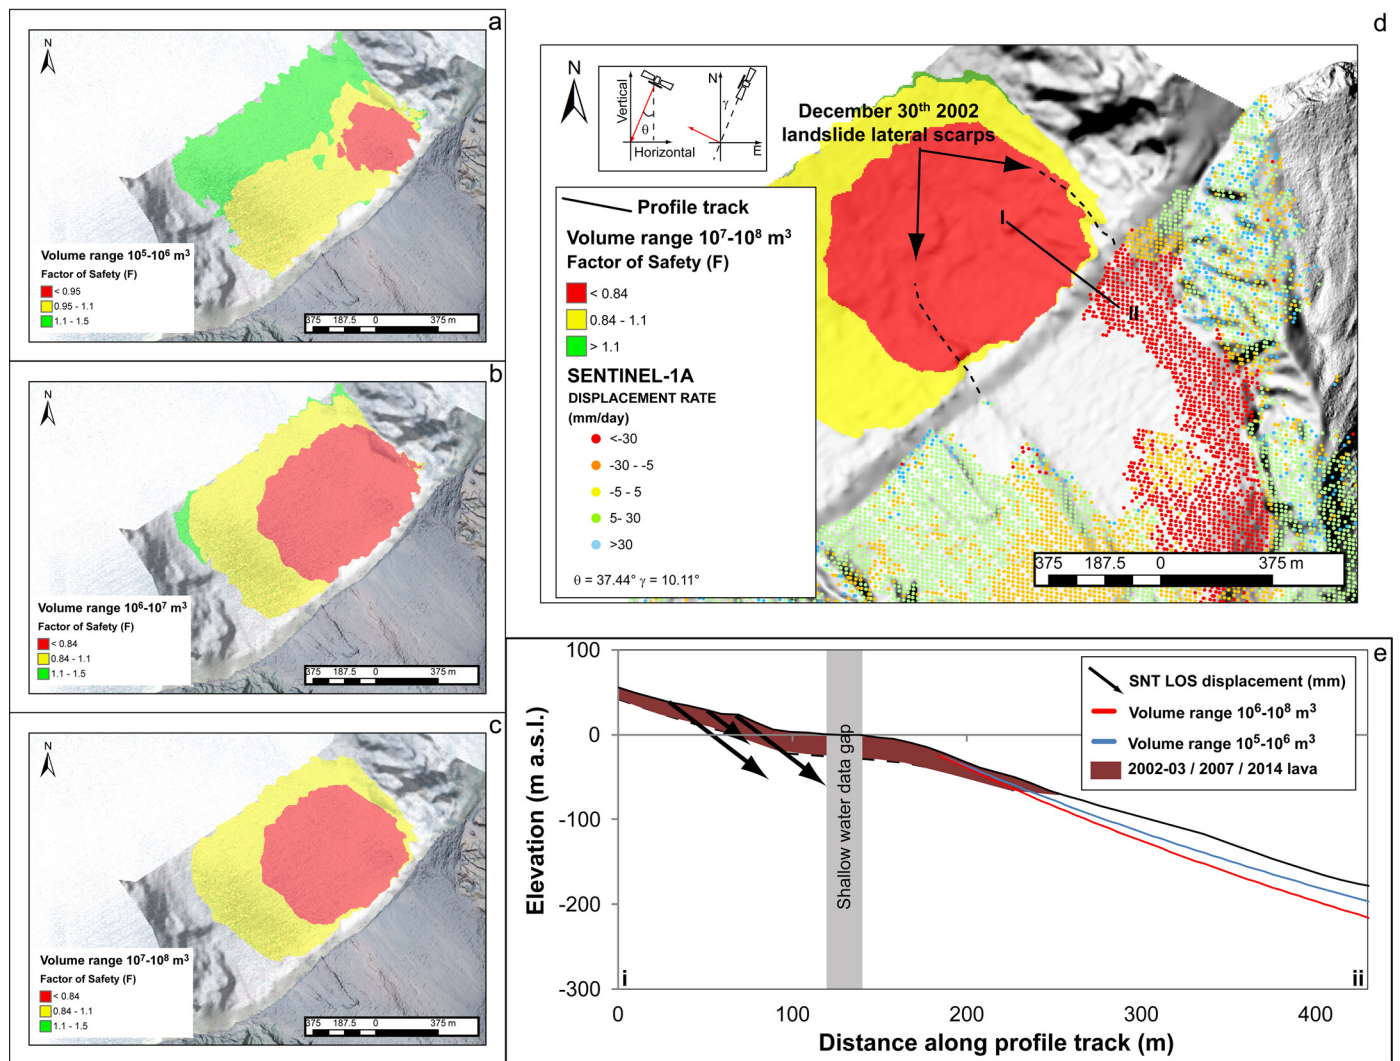 a
N
Volume range 10⁵-10⁶ m³
Factor of Safety (F)
< 0.95
0.95 - 1.1
1.1 - 1.5
375 187.5 0 375 m
b
N
Volume range 10⁶-10⁷ m³
Factor of Safety (F)
< 0.84
0.84 - 1.1
1.1 - 1.5
375 187.5 0 375 m
c
N
Volume range 10⁷-10⁸ m³
Factor of Safety (F)
< 0.84
0.84 - 1.1
1.1 - 1.5
375 187.5 0 375 m
d
N
Vertical
θ
Horizontal
N
γ
E
December 30th 2002
landslide lateral scarps
I
II
Profile track
Volume range 10⁷-10⁸ m³
Factor of Safety (F)
< 0.84
0.84 - 1.1
> 1.1
SENTINEL-1A
DISPLACEMENT RATE
(mm/day)
<-30
-30 - -5
-5 - 5
5- 30
>30
θ = 37.44° γ = 10.11°
375 187.5 0 375 m
e
Elevation (m a.s.l.)
100
0
-100
-200
-300
Shallow water data gap
SNT LOS displacement (mm)
Volume range 10⁶-10⁸ m³
Volume range 10⁵-10⁶ m³
2002-03 / 2007 / 2014 lava
i
ii
0 100 200 300 400
Distance along profile track (m)